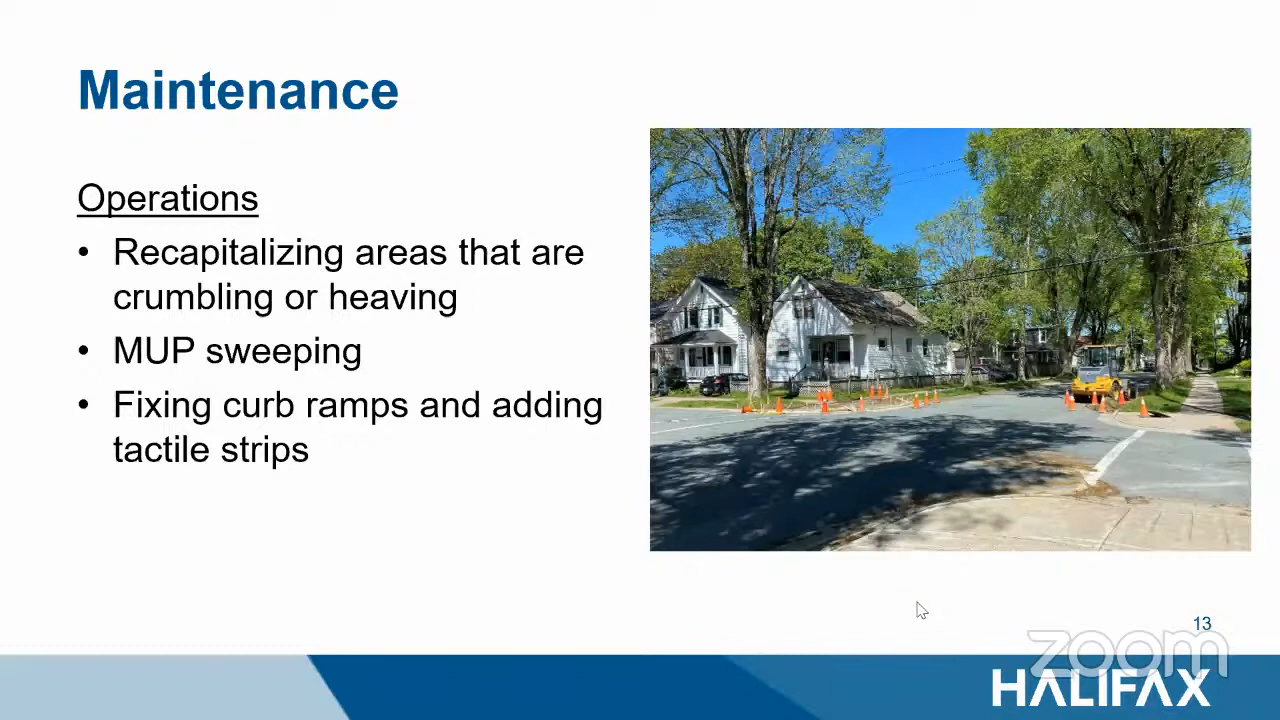 Maintenance
Operations
• Recapitalizing areas that are
crumbling or heaving
• MUP sweeping
• Fixing curb ramps and adding
tactile strips
13
zoom
HALIFAX